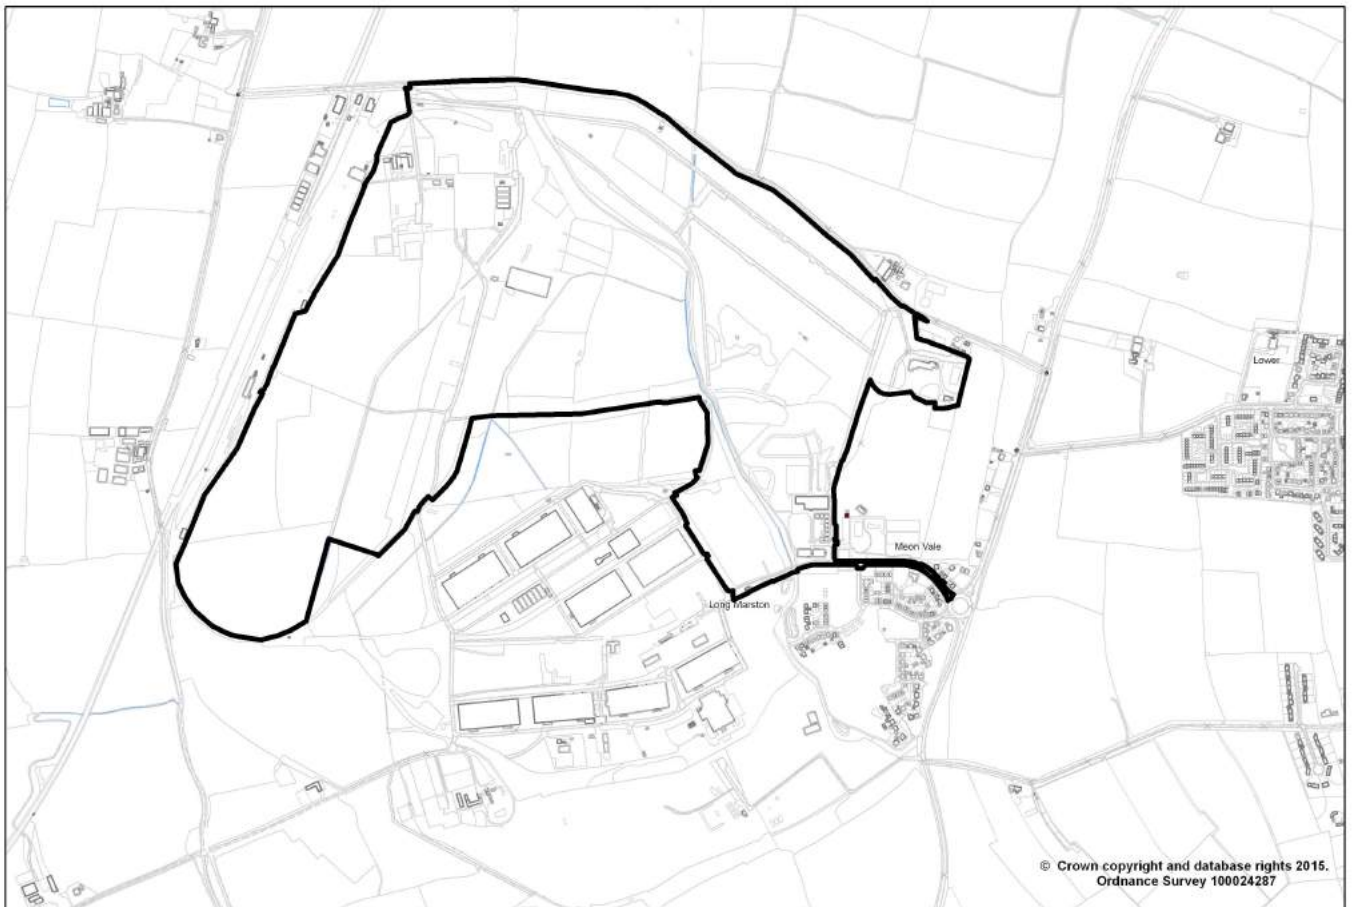 Lower
Meon Vale
Long Marston
© Crown copyright and database rights 2015.
Ordnance Survey 100024287